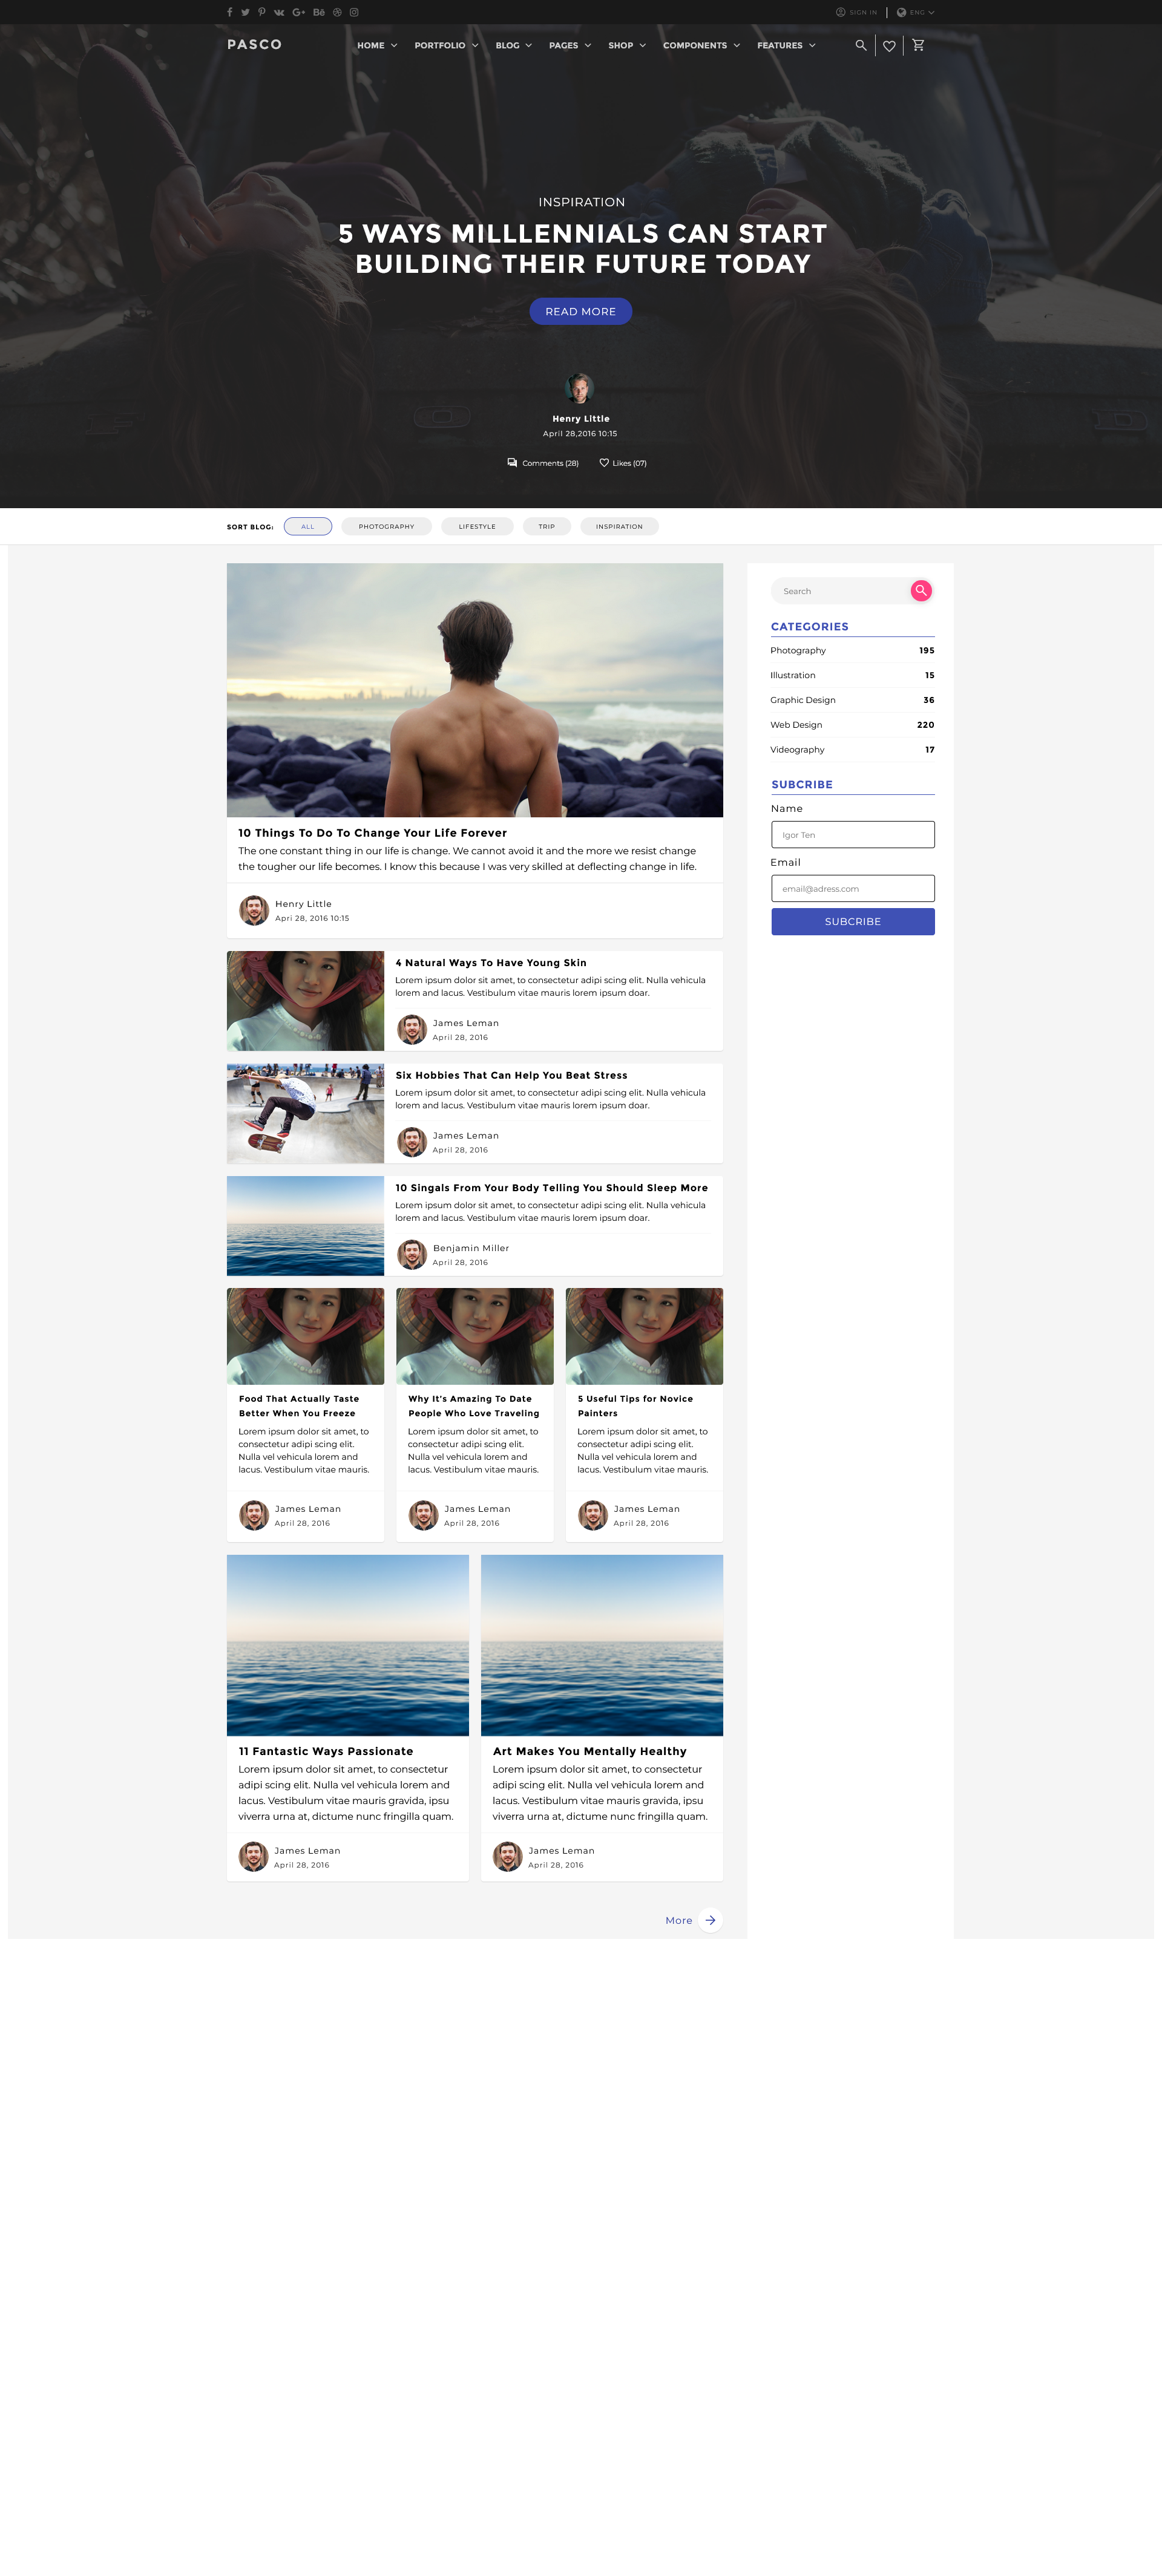 SIGN IN
ENG
PASCO
HOME
PORTFOLIO
BLOG
PAGES
SHOP
COMPONENTS
FEATURES
INSPIRATION
5 WAYS MILLLENNIALS CAN START
BUILDING THEIR FUTURE TODAY
READ MORE
Henry Little
April 28,2016 10:15
Comments (28)
Likes (07)
SORT BLOG:
ALL
PHOTOGRAPHY
LIFESTYLE
TRIP
INSPIRATION
10 Things To Do To Change Your Life Forever
The one constant thing in our life is change. We cannot avoid it and the more we resist change
the tougher our life becomes. I know this because I was very skilled at deflecting change in life.
Henry Little
Apri 28, 2016 10:15
4 Natural Ways To Have Young Skin
Lorem ipsum dolor sit amet, to consectetur adipi scing elit. Nulla vehicula
lorem and lacus. Vestibulum vitae mauris lorem ipsum doar.
James Leman
April 28, 2016
Six Hobbies That Can Help You Beat Stress
Lorem ipsum dolor sit amet, to consectetur adipi scing elit. Nulla vehicula
lorem and lacus. Vestibulum vitae mauris lorem ipsum doar.
James Leman
April 28, 2016
10 Singals From Your Body Telling You Should Sleep More
Lorem ipsum dolor sit amet, to consectetur adipi scing elit. Nulla vehicula
lorem and lacus. Vestibulum vitae mauris lorem ipsum doar.
Benjamin Miller
April 28, 2016
Food That Actually Taste
Better When You Freeze
Lorem ipsum dolor sit amet, to
consectetur adipi scing elit.
Nulla vel vehicula lorem and
lacus. Vestibulum vitae mauris.
James Leman
April 28, 2016
Why It's Amazing To Date
People Who Love Traveling
Lorem ipsum dolor sit amet, to
consectetur adipi scing elit.
Nulla vel vehicula lorem and
lacus. Vestibulum vitae mauris.
James Leman
April 28, 2016
5 Useful Tips for Novice
Painters
Lorem ipsum dolor sit amet, to
consectetur adipi scing elit.
Nulla vel vehicula lorem and
lacus. Vestibulum vitae mauris.
James Leman
April 28, 2016
11 Fantastic Ways Passionate
Lorem ipsum dolor sit amet, to consectetur
adipi scing elit. Nulla vel vehicula lorem and
lacus. Vestibulum vitae mauris gravida, ipsu
viverra urna at, dictume nunc fringilla quam.
James Leman
April 28, 2016
Art Makes You Mentally Healthy
Lorem ipsum dolor sit amet, to consectetur
adipi scing elit. Nulla vel vehicula lorem and
lacus. Vestibulum vitae mauris gravida, ipsu
viverra urna at, dictume nunc fringilla quam.
James Leman
April 28, 2016
More
Search
CATEGORIES
Photography 195
Illustration 15
Graphic Design 36
Web Design 220
Videography 17
SUBCRIBE
Name
Igor Ten
Email
email@adress.com
SUBCRIBE